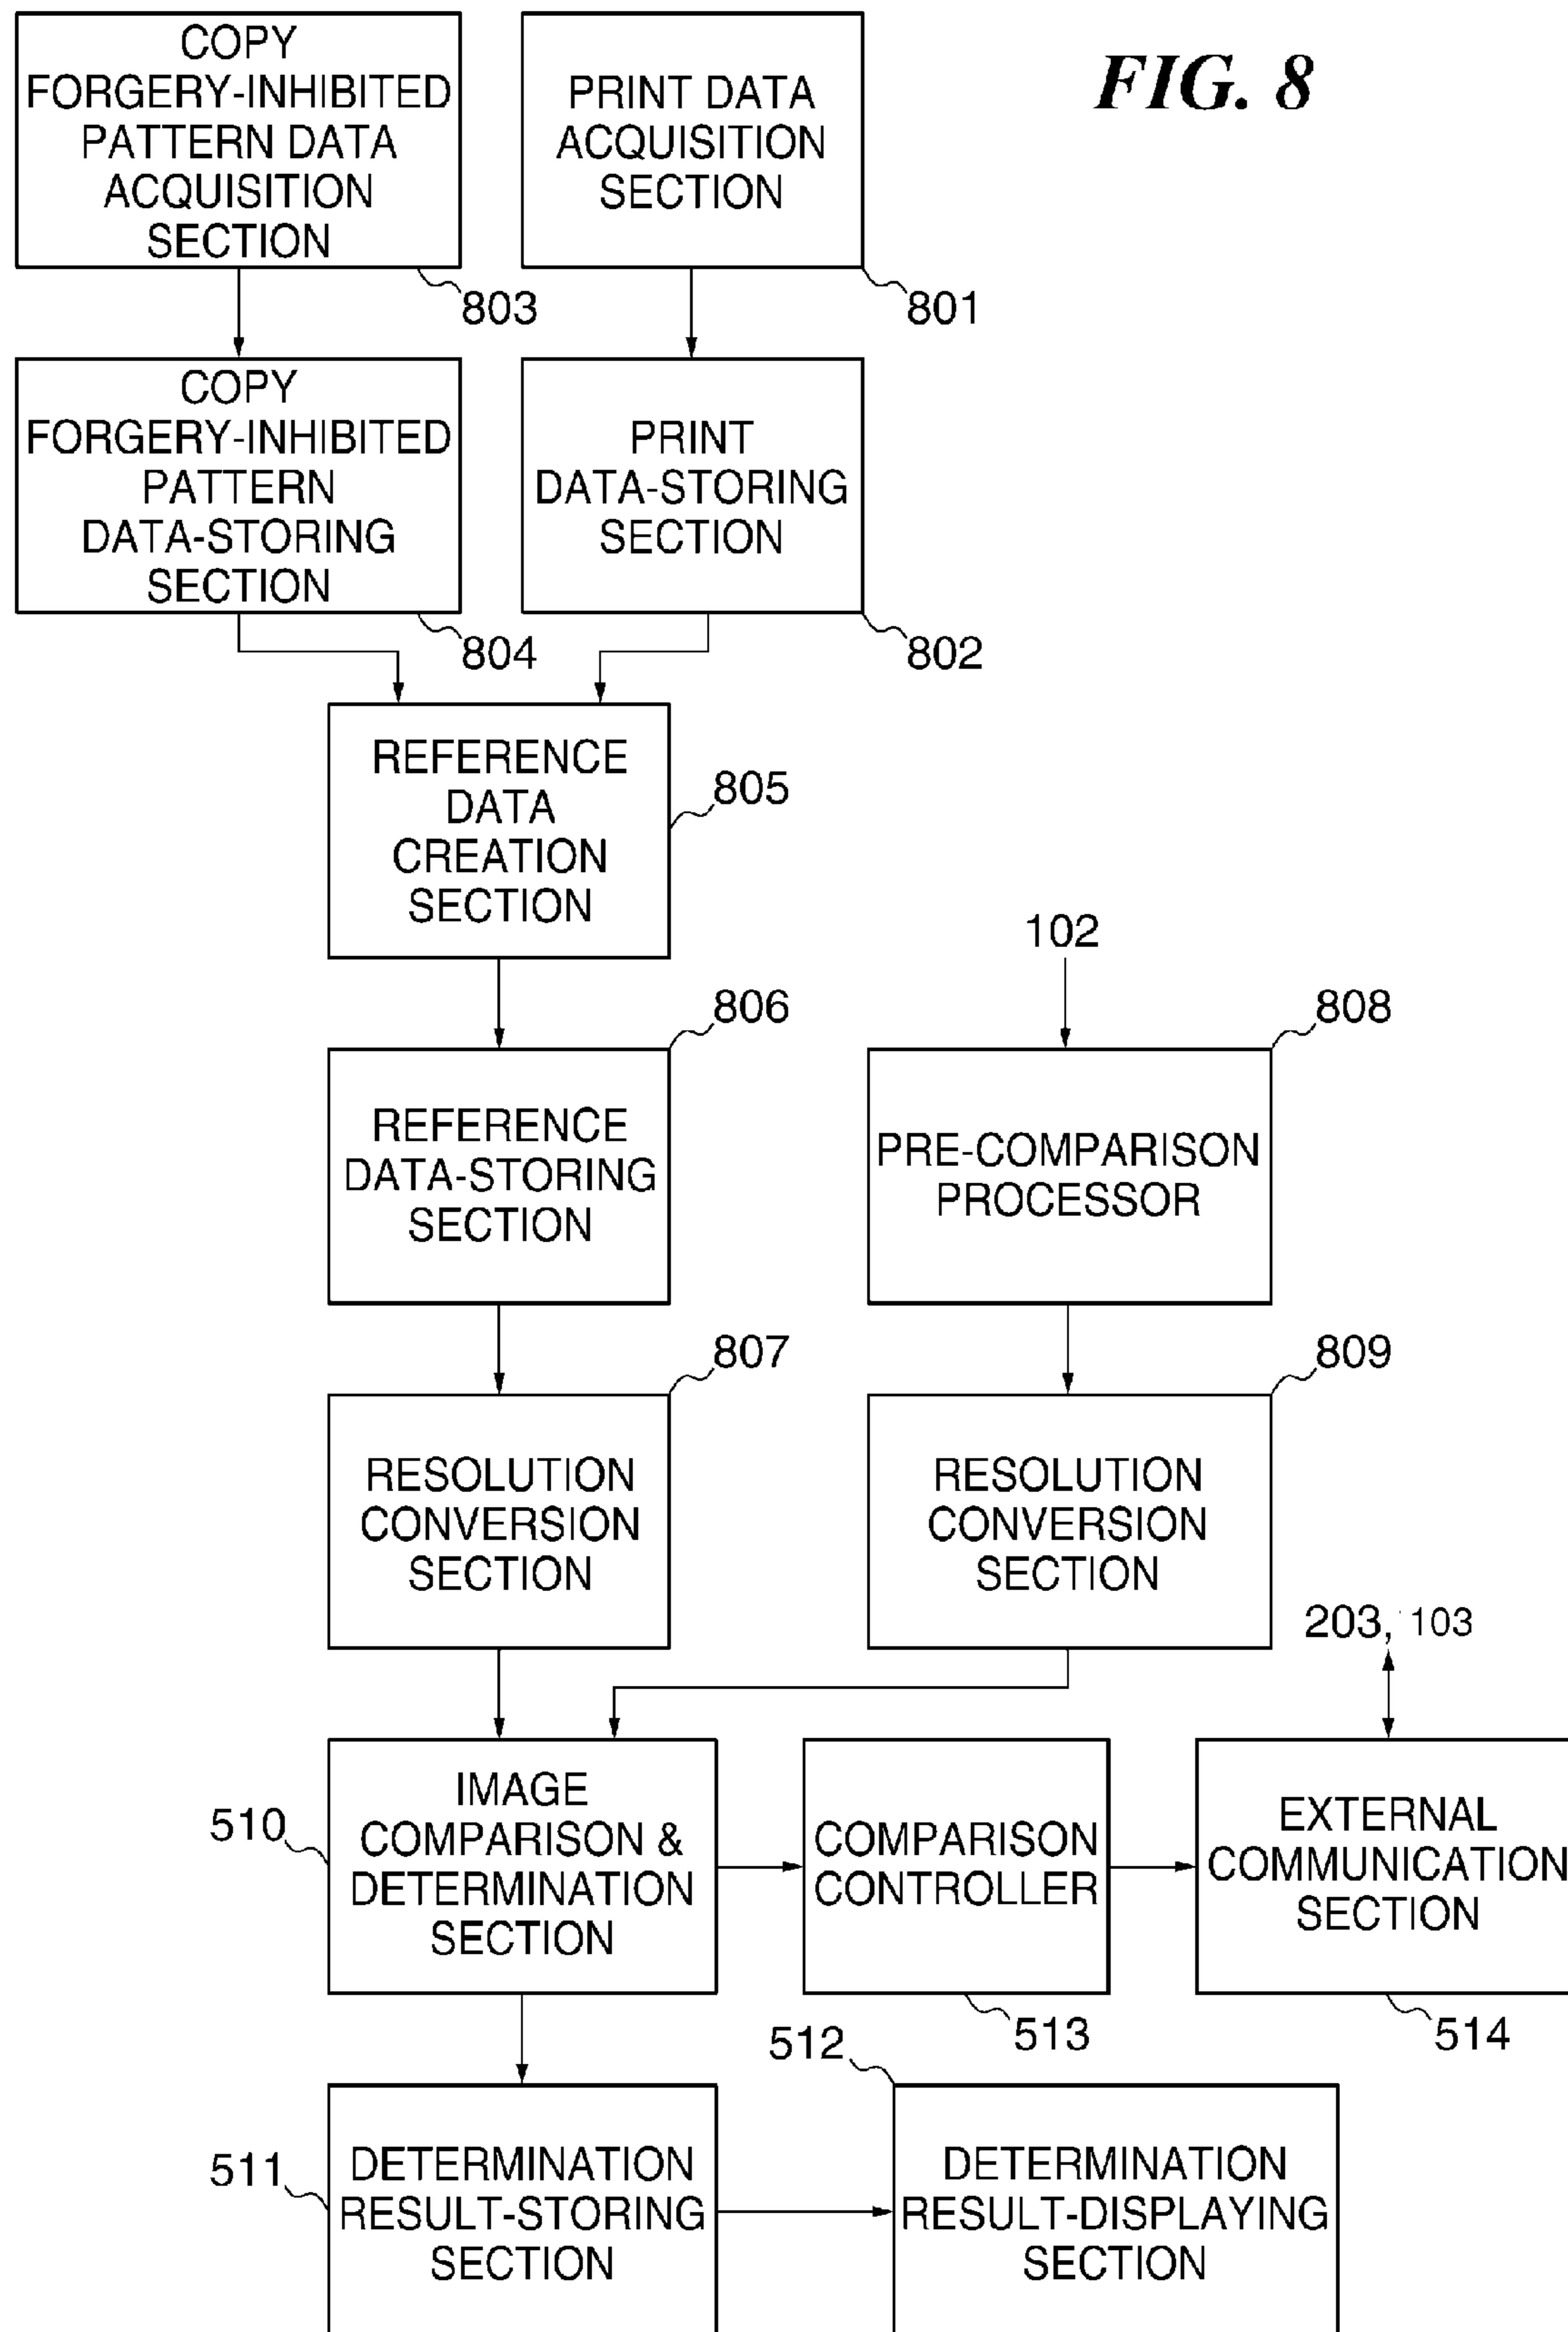 FIG. 8
COPY
FORGERY-INHIBITED
PATTERN DATA
ACQUISITION
SECTION
803
PRINT DATA
ACQUISITION
SECTION
801
COPY
FORGERY-INHIBITED
PATTERN
DATA-STORING
SECTION
804
PRINT
DATA-STORING
SECTION
802
REFERENCE
DATA
CREATION
SECTION
805
102
806
REFERENCE
DATA-STORING
SECTION
808
PRE-COMPARISON
PROCESSOR
807
RESOLUTION
CONVERSION
SECTION
809
RESOLUTION
CONVERSION
SECTION
203, 103
510
IMAGE
COMPARISON &
DETERMINATION
SECTION
COMPARISON
CONTROLLER
513
EXTERNAL
COMMUNICATION
SECTION
514
511
DETERMINATION
RESULT-STORING
SECTION
512
DETERMINATION
RESULT-DISPLAYING
SECTION